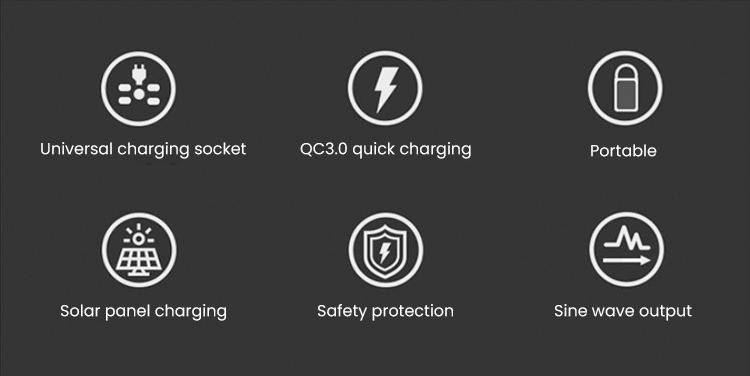 Universal charging socket
QC3.0 quick charging
Portable
Solar panel charging
Safety protection
Sine wave output